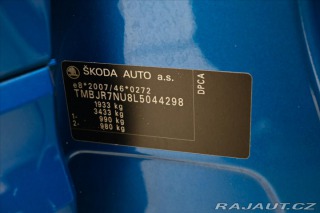 ŠKODA AUTO a.s.
e8*2007/46*0272
TMBJR7NU8L5044298
1933 kg
3433 kg
1- 990 kg
2- 980 kg
DPCA
SAUTO.CZ